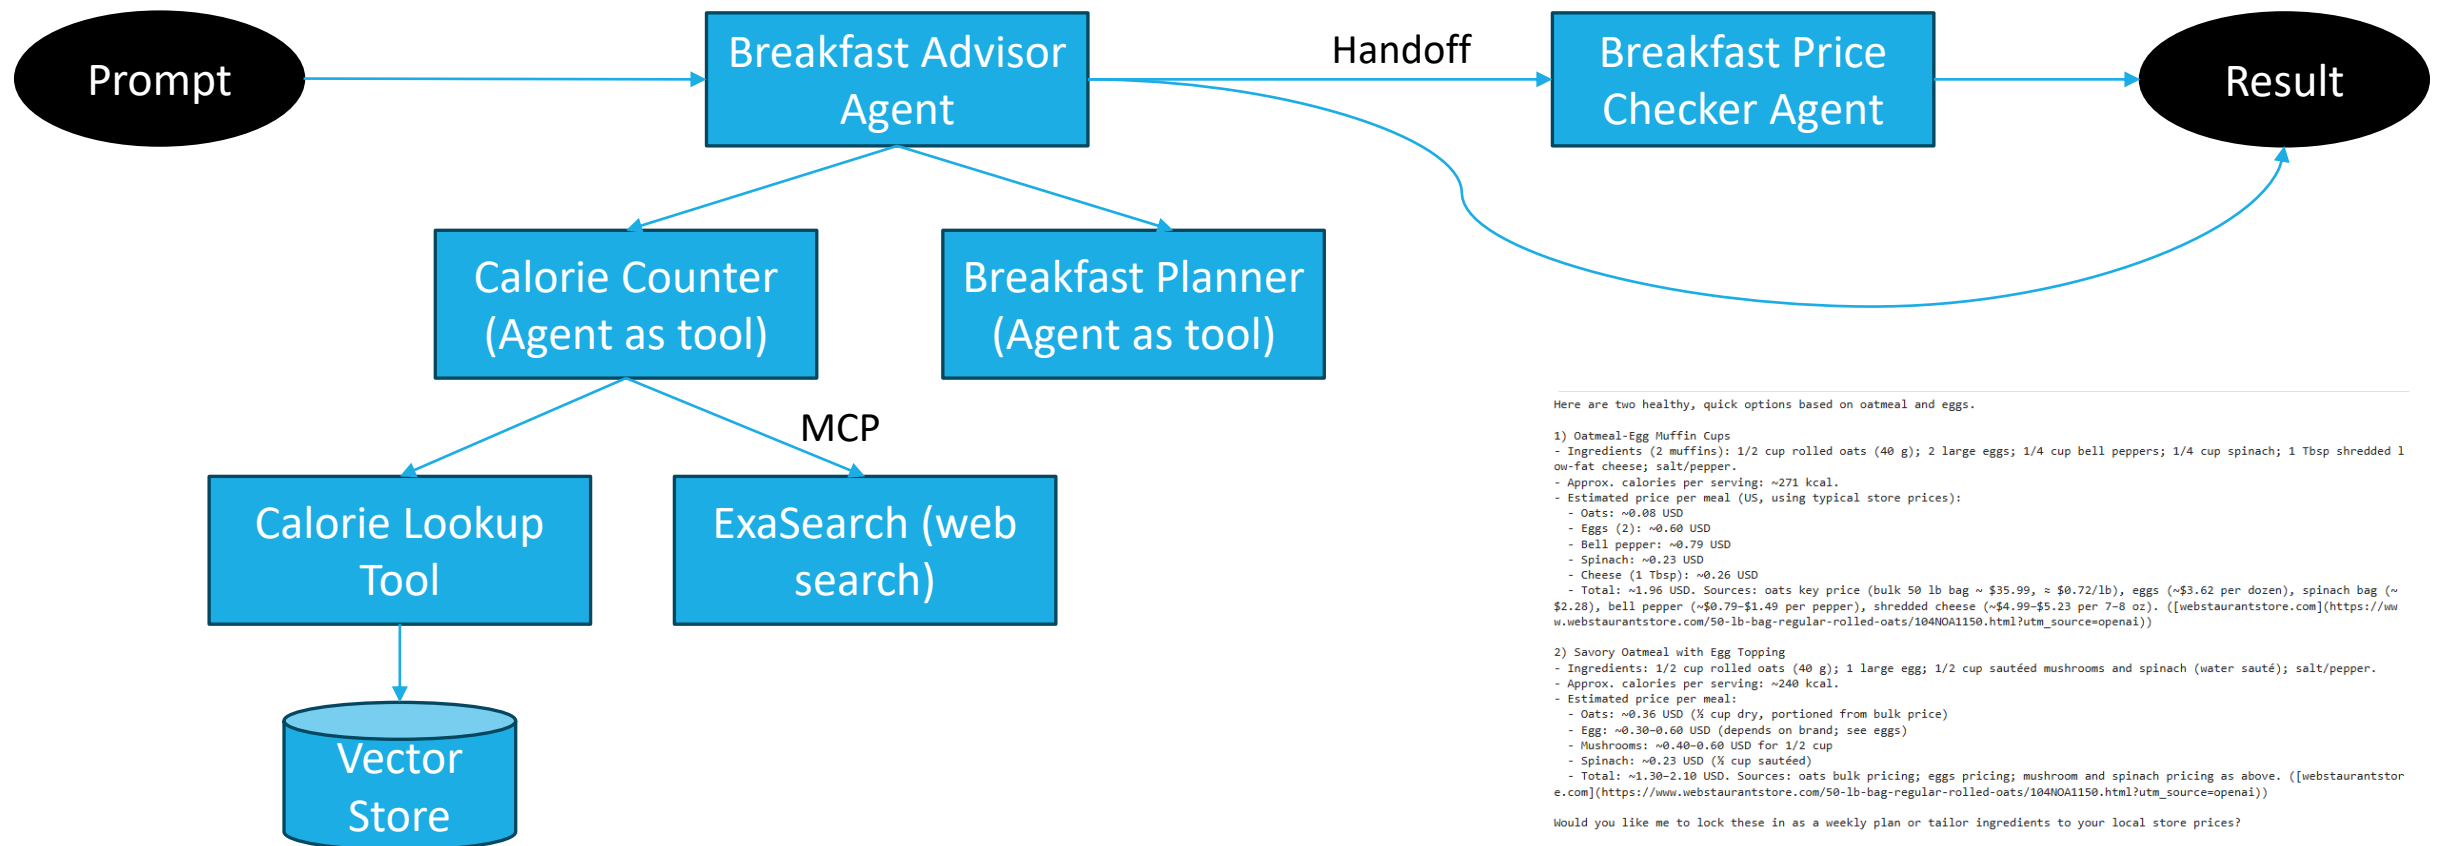 Prompt
Breakfast Advisor
Agent
Handoff
Breakfast Price
Checker Agent
Result
Calorie Counter
(Agent as tool)
Breakfast Planner
(Agent as tool)
MCP
Calorie Lookup
Tool
ExaSearch (web
search)
Vector
Store
Here are two healthy, quick options based on oatmeal and eggs.
1) Oatmeal-Egg Muffin Cups
- Ingredients (2 muffins): 1/2 cup rolled oats (40 g); 2 large eggs; 1/4 cup bell peppers; 1/4 cup spinach; 1 Tbsp shredded l
ow-fat cheese; salt/pepper.
- Approx. calories per serving: ~271 kcal.
- Estimated price per meal (US, using typical store prices):
- Oats: ~0.08 USD
- Eggs (2): ~0.60 USD
- Bell pepper: ~0.79 USD
- Spinach: ~0.23 USD
- Cheese (1 Tbsp): ~0.26 USD
- Total: ~1.96 USD. Sources: oats key price (bulk 50 lb bag ~ $35.99, ≈ $0.72/lb), eggs (~$3.62 per dozen), spinach bag (~
$2.28), bell pepper (~$0.79–$1.49 per pepper), shredded cheese (~$4.99–$5.23 per 7–8 oz). ([webstaurantstore.com](https://ww
w.webstaurantstore.com/50-lb-bag-regular-rolled-oats/104NOA1150.html?utm_source=openai))
2) Savory Oatmeal with Egg Topping
- Ingredients: 1/2 cup rolled oats (40 g); 1 large egg; 1/2 cup sautéed mushrooms and spinach (water sauté); salt/pepper.
- Approx. calories per serving: ~240 kcal.
- Estimated price per meal:
- Oats: ~0.36 USD (½ cup dry, portioned from bulk price)
- Egg: ~0.30–0.60 USD (depends on brand; see eggs)
- Mushrooms: ~0.40–0.60 USD for 1/2 cup
- Spinach: ~0.23 USD (½ cup sautéed)
- Total: ~1.30–2.10 USD. Sources: oats bulk pricing; eggs pricing; mushroom and spinach pricing as above. ([webstaurantstor
e.com](https://www.webstaurantstore.com/50-lb-bag-regular-rolled-oats/104NOA1150.html?utm_source=openai))
Would you like me to lock these in as a weekly plan or tailor ingredients to your local store prices?